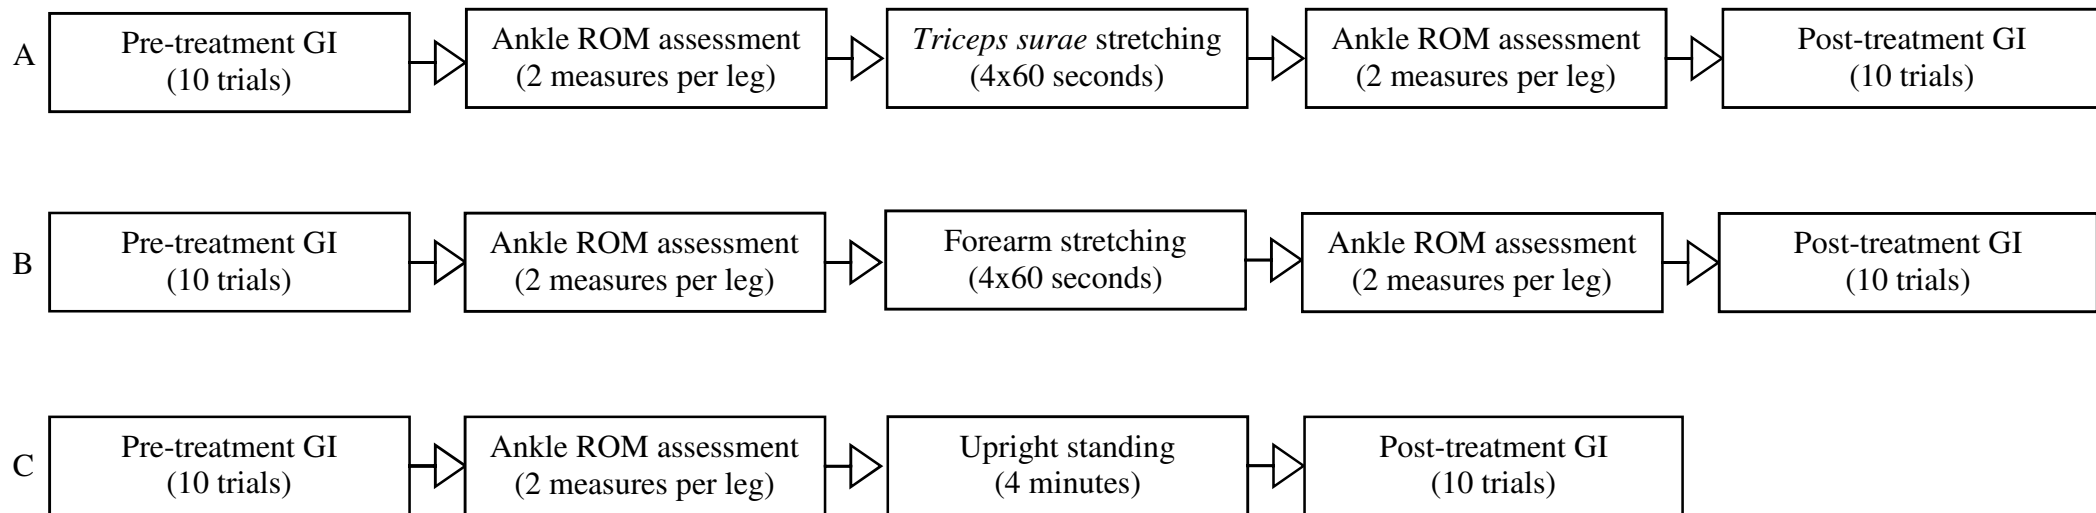 A
Pre-treatment GI
(10 trials)
Ankle ROM assessment
(2 measures per leg)
Triceps surae stretching
(4x60 seconds)
Ankle ROM assessment
(2 measures per leg)
Post-treatment GI
(10 trials)
B
Pre-treatment GI
(10 trials)
Ankle ROM assessment
(2 measures per leg)
Forearm stretching
(4x60 seconds)
Ankle ROM assessment
(2 measures per leg)
Post-treatment GI
(10 trials)
C
Pre-treatment GI
(10 trials)
Ankle ROM assessment
(2 measures per leg)
Upright standing
(4 minutes)
Post-treatment GI
(10 trials)